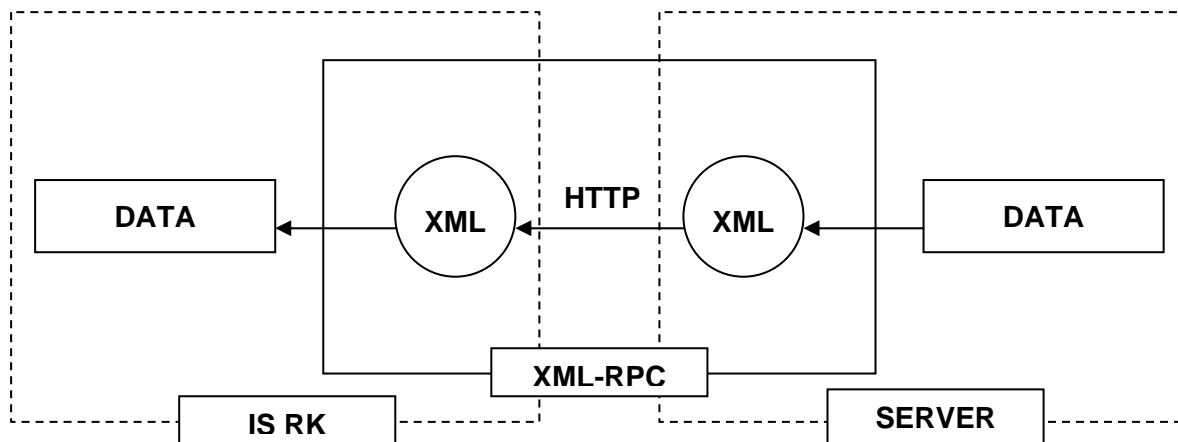 HTTP
DATA
XML
XML
DATA
XML-RPC
IS RK
SERVER